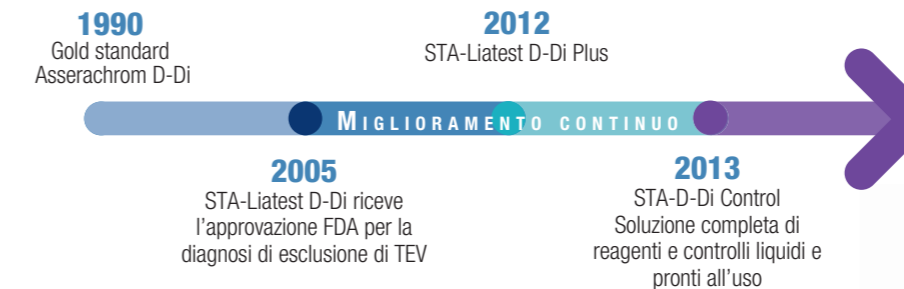 1990
Gold standard
Asserachrom D-Di
2012
STA-Liatest D-Di Plus
MIGLIORAMENTO CONTINUO
2005
STA-Liatest D-Di riceve
l'approvazione FDA per la
diagnosi di esclusione di TEV
2013
STA-D-Di Control
Soluzione completa di
reagenti e controlli liquidi e
pronti all'uso